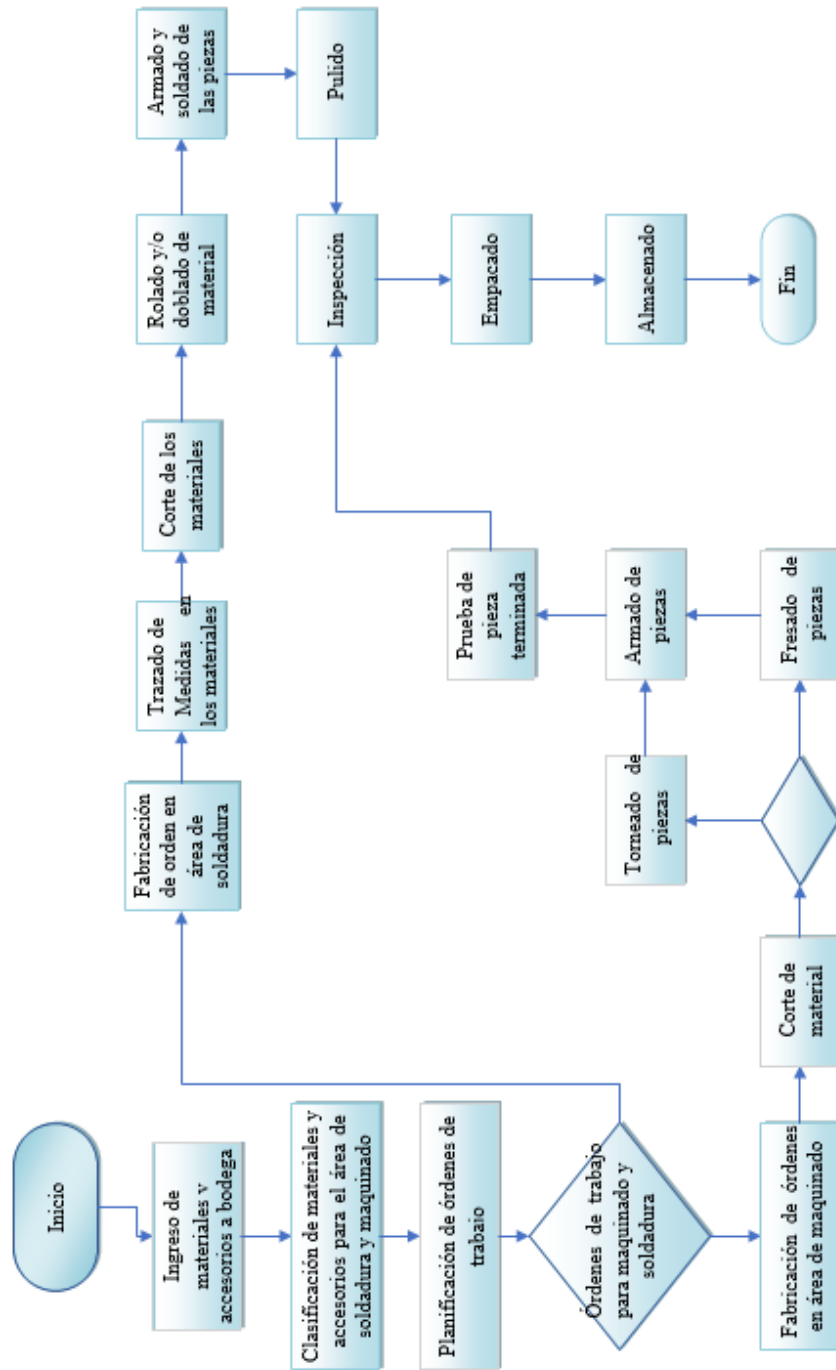 Inicio
Ingreso de
materiales v
accesorios a bodega
Clasificación de materiales y
accesorios para el área de
soldadura y maquinado
Planificación de órdenes de
trabaio
Órdenes de trabajo
para maquinado y
soldadura
Fabricación de órdenes
en área de maquinado
Corte de
material
Torneado de
piezas
Fresado de
piezas
Armado de
piezas
Prueba de
pieza
terminada
Fabricación
de orden en
área de
soldadura
Trazado de
Medidas en
los materiales
Corte de los
materiales
Rolado y/o
doblado de
material
Armado y
soldado de
las piezas
Pulido
Inspección
Empacado
Almacenado
Fin